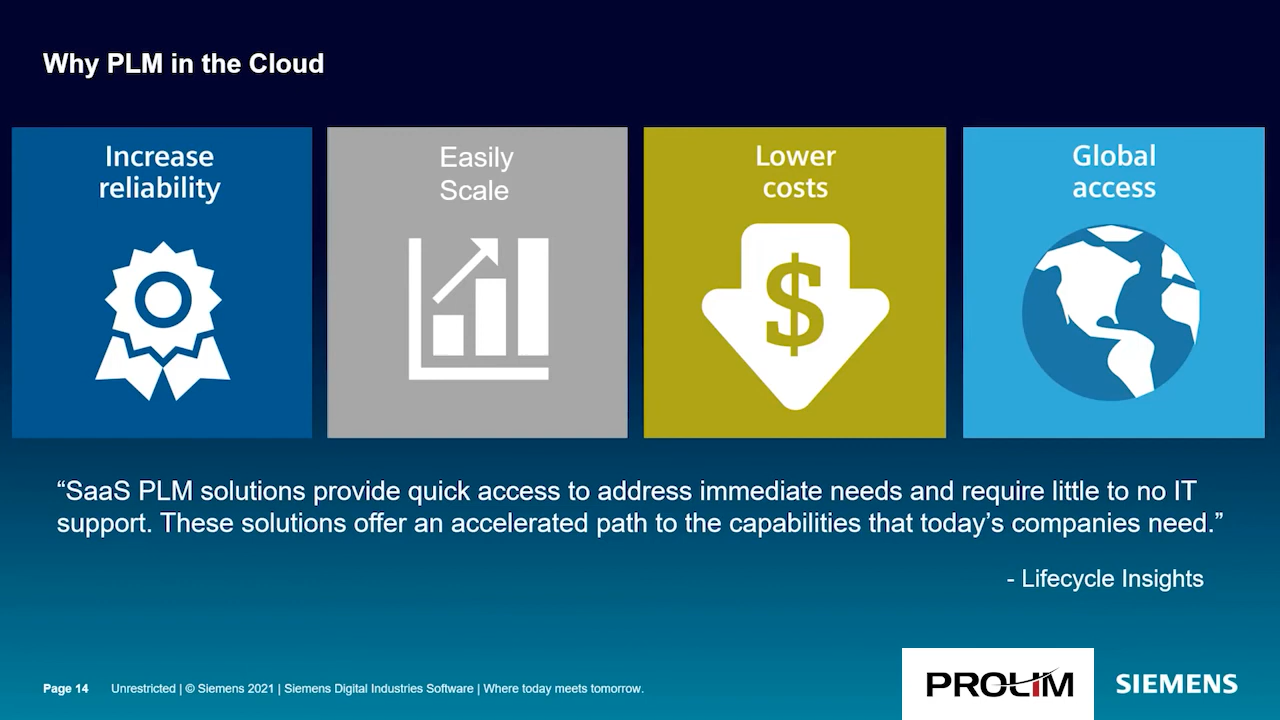 Why PLM in the Cloud
Increase
reliability
Easily
Scale
Lower
costs
$
Global
access
“SaaS PLM solutions provide quick access to address immediate needs and require little to no IT
support. These solutions offer an accelerated path to the capabilities that today’s companies need.”
- Lifecycle Insights
Page 14 Unrestricted | © Siemens 2021 | Siemens Digital Industries Software | Where today meets tomorrow.
PROLIM
SIEMENS